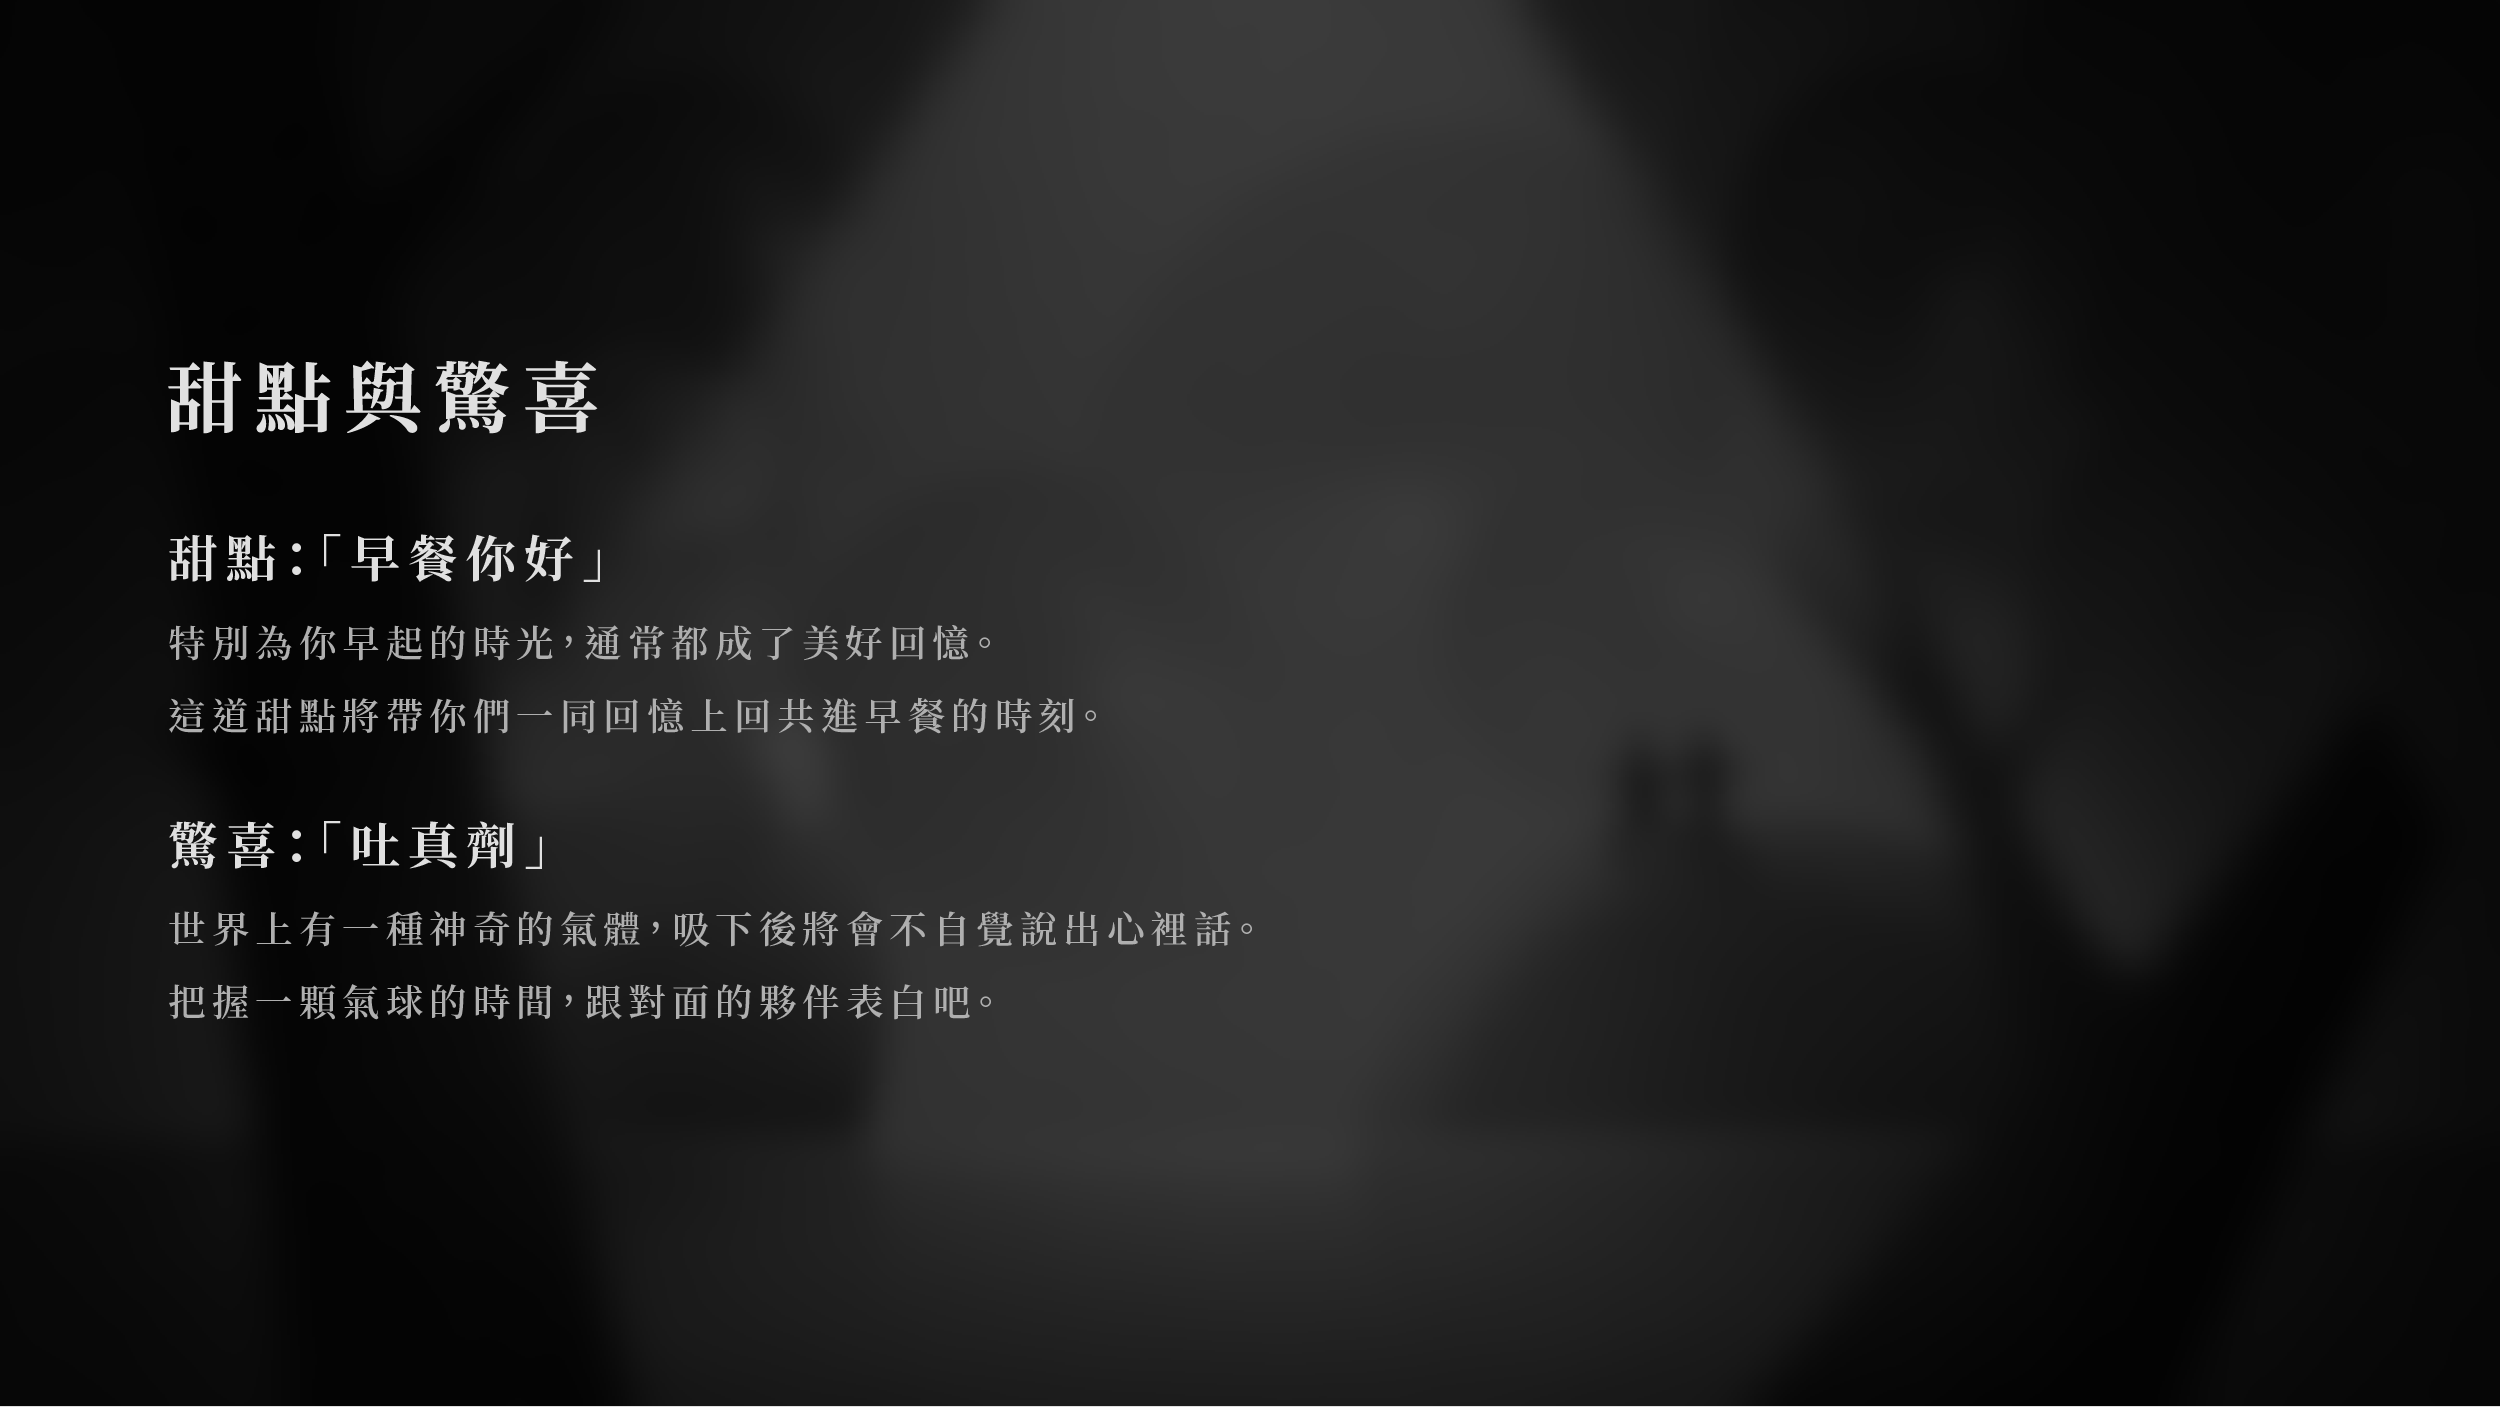 甜點與驚喜
甜點：「早餐你好」
特別為你早起的時光，通常都成了美好回憶。
這道甜點將帶你們一同回憶上回共進早餐的時刻。
驚喜：「吐真劑」
世界上有一種神奇的氣體，吸下後將會不自覺說出心裡話。
把握一顆氣球的時間，跟對面的夥伴表白吧。